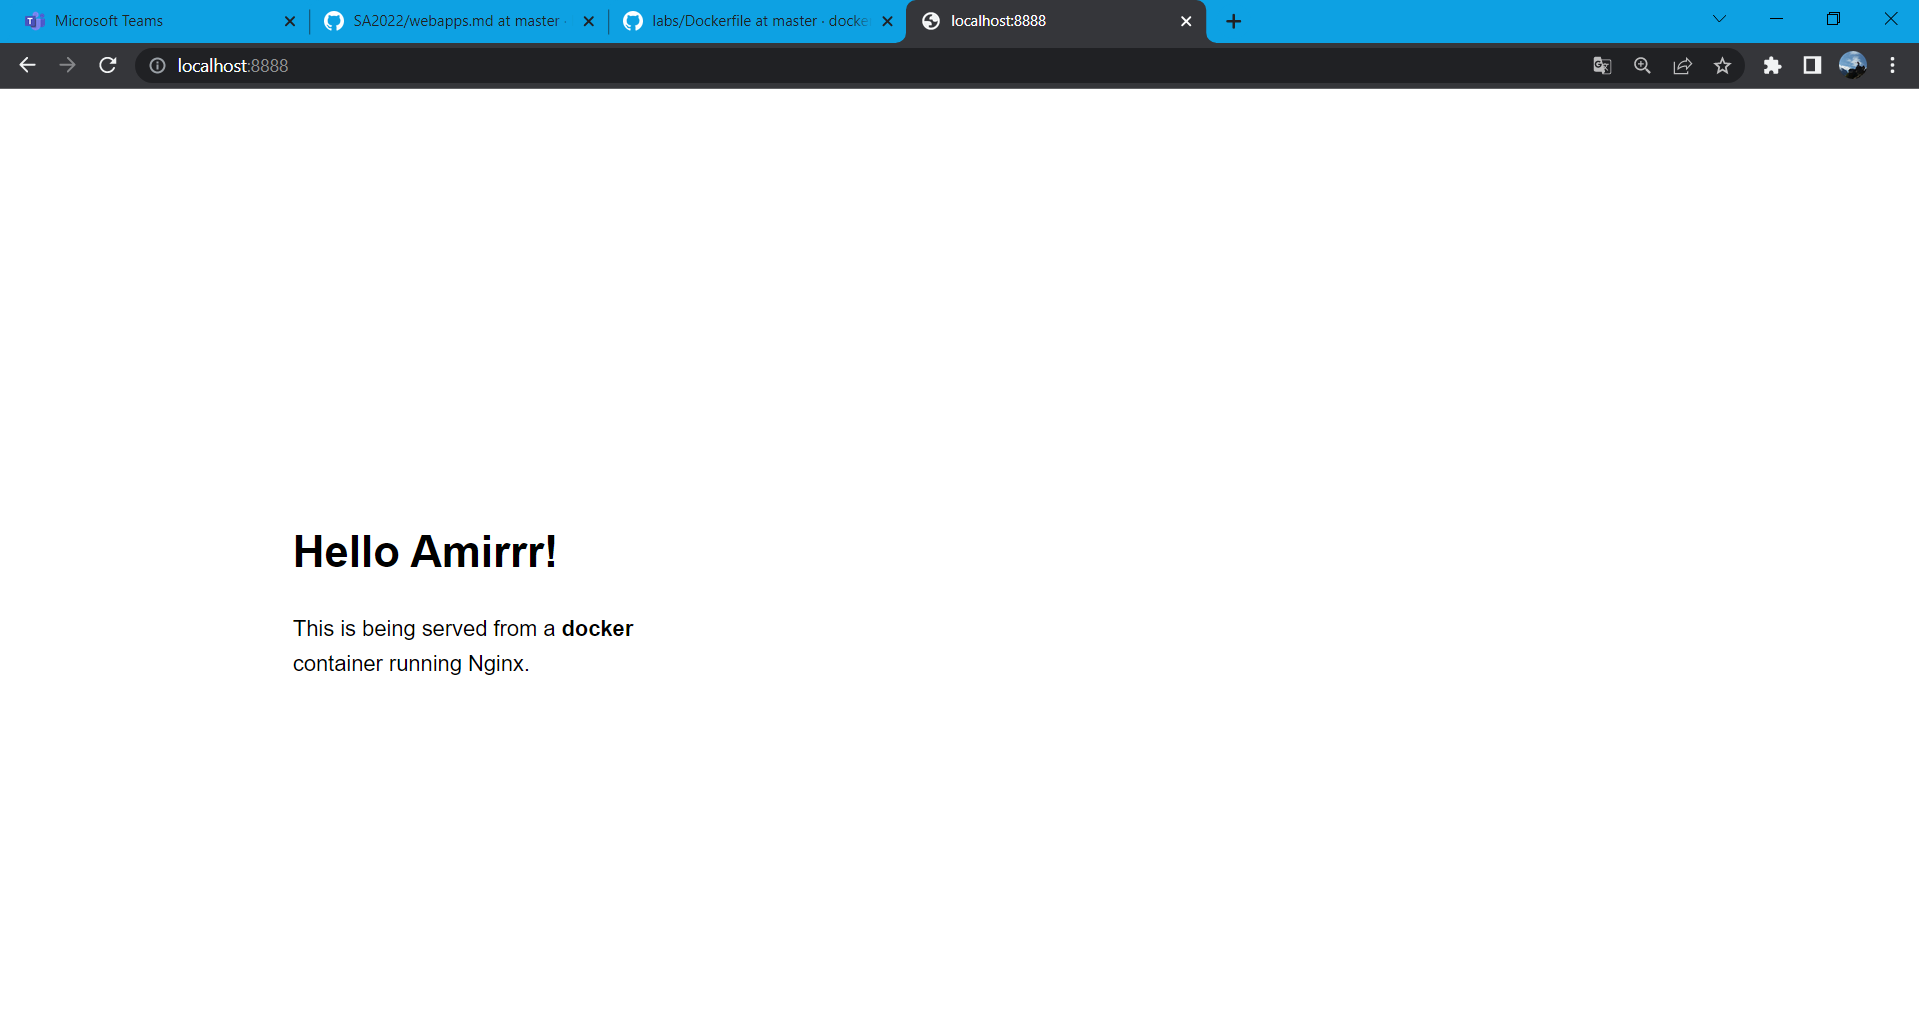 Microsoft Teams
SA2022/webapps.md at master ·
labs/Dockerfile at master · docke
localhost:8888
localhost:8888
Hello Amirrr!
This is being served from a docker
container running Nginx.